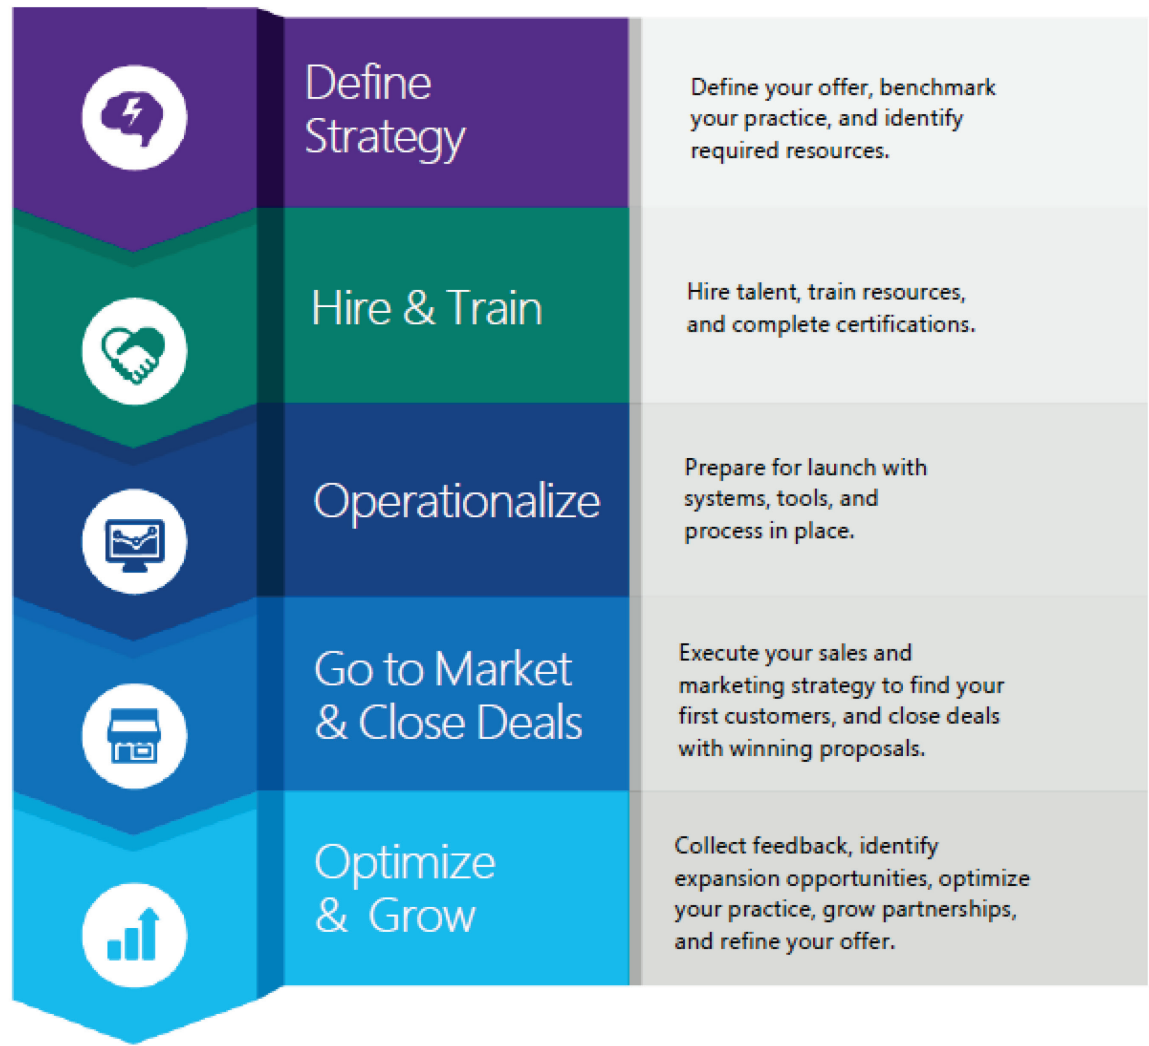 Define
Strategy
Define your offer, benchmark
your practice, and identify
required resources.
Hire & Train
Hire talent, train resources,
and complete certifications.
Operationalize
Prepare for launch with
systems, tools, and
process in place.
Go to Market
& Close Deals
Execute your sales and
marketing strategy to find your
first customers, and close deals
with winning proposals.
Optimize
& Grow
Collect feedback, identify
expansion opportunities, optimize
your practice, grow partnerships,
and refine your offer.